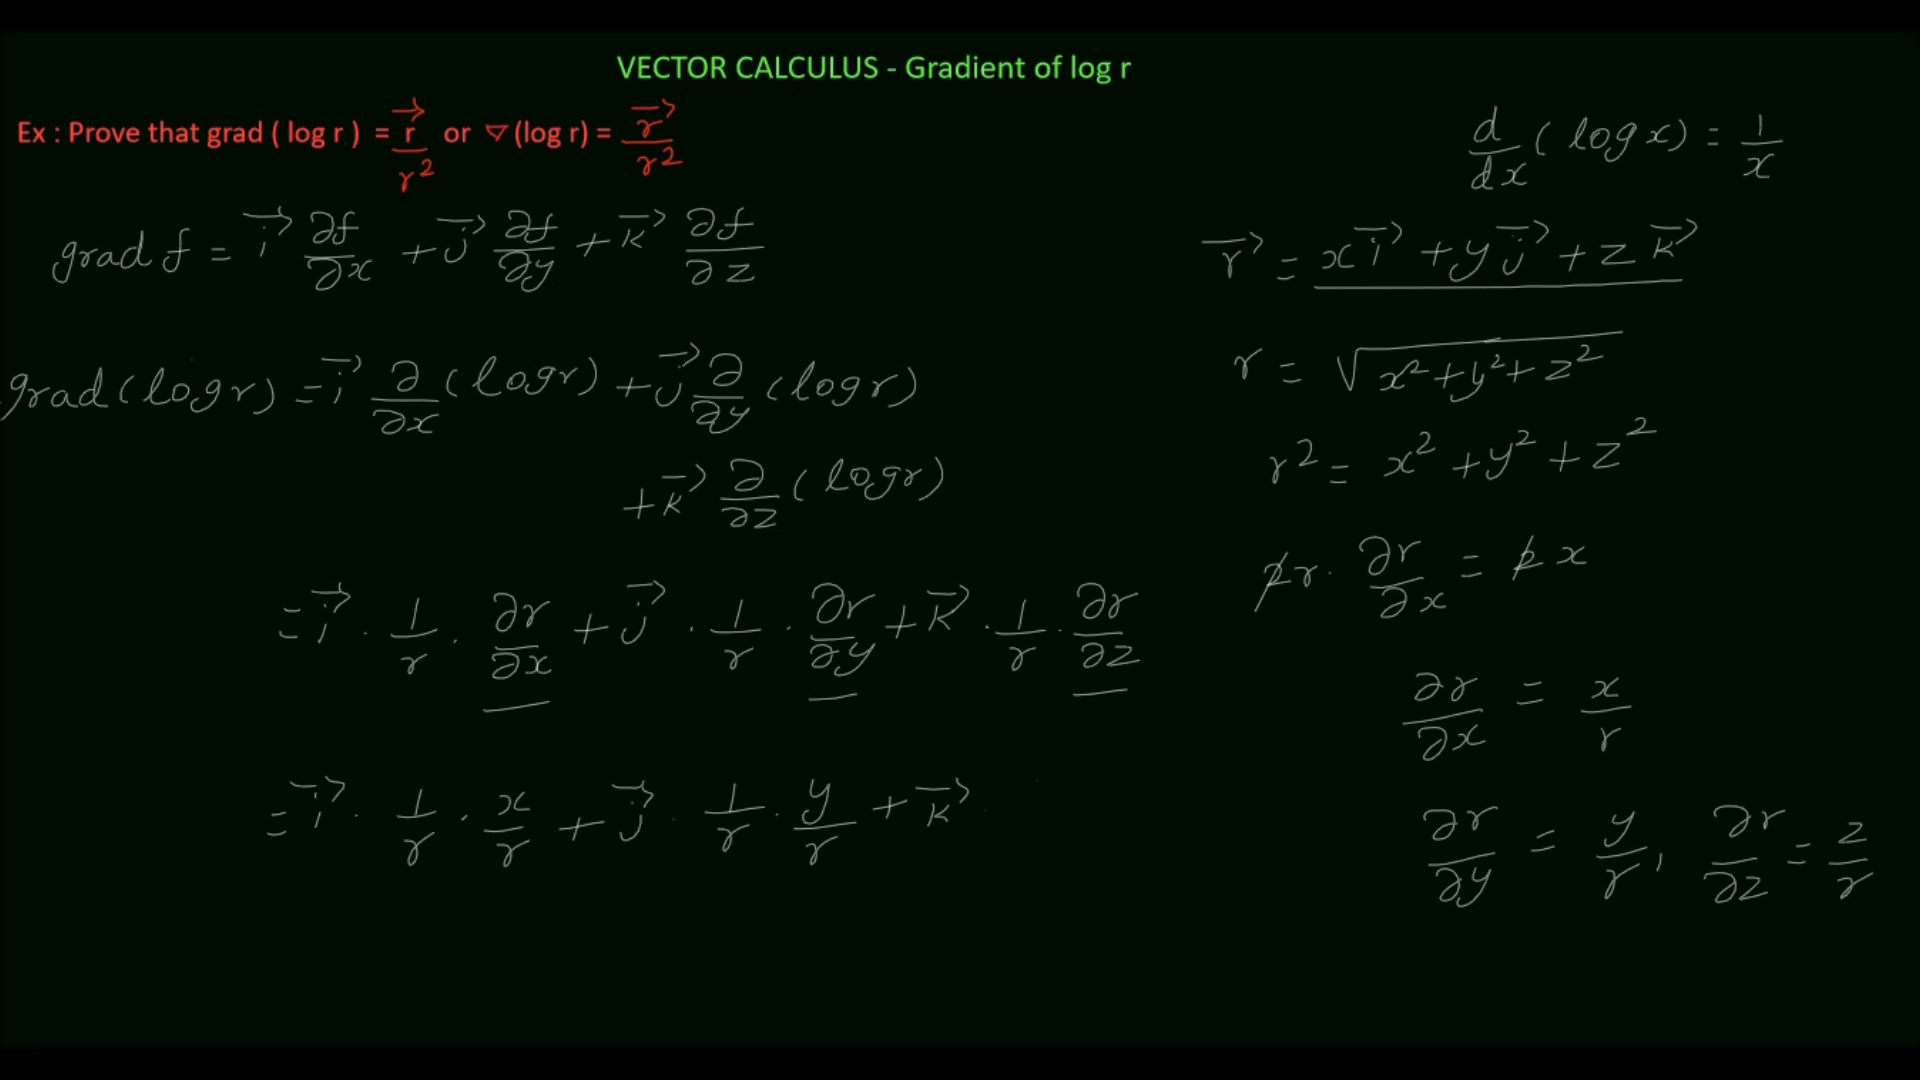 VECTOR CALCULUS - Gradient of log r
Ex : Prove that grad ( log r ) = r⃗/r² or ▽ (log r) = r⃗/r²
d/dx ( log x ) = 1/x
grad f = i⃗ ∂f/∂x + j⃗ ∂f/∂y + k⃗ ∂f/∂z
r⃗ = x i⃗ + y j⃗ + z k⃗
grad ( log r ) = i⃗ ∂/∂x ( log r ) + j⃗ ∂/∂y ( log r )
r = √(x² + y² + z²)
+ k⃗ ∂/∂z ( log r )
r² = x² + y² + z²
2r · ∂r/∂x = 2x
= i⃗ · 1/r · ∂r/∂x + j⃗ · 1/r · ∂r/∂y + k⃗ · 1/r · ∂r/∂z
∂r/∂x = x/r
= i⃗ · 1/r · x/r + j⃗ · 1/r · y/r + k⃗ ·
∂r/∂y = y/r , ∂r/∂z = z/r